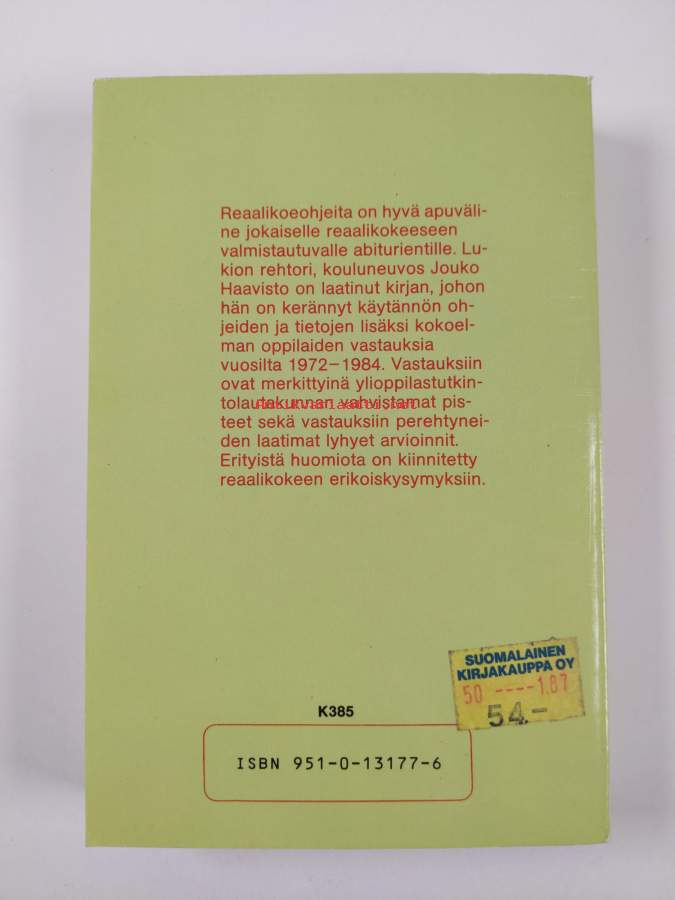 Reaalikoeohjeita on hyvä apuväli-
ne jokaiselle reaalikokeeseen
valmistautuvalle abiturientille. Lu-
kion rehtori, kouluneuvos Jouko
Haavisto on laatinut kirjan, johon
hän on kerännyt käytännön oh-
jeiden ja tietojen lisäksi kokoel-
man oppilaiden vastauksia
vuosilta 1972–1984. Vastauksiin
ovat merkittyinä ylioppilastutkin-
tolautakunnan vahvistamat pis-
teet sekä vastauksiin perehtynei-
den laatimat lyhyet arvioinnit.
Erityistä huomiota on kiinnitetty
reaalikokeen erikoiskysymyksiin.
SUOMALAINEN
KIRJAKAUPPA OY
50 ----1.87
54.-
K385
ISBN 951-0-13177-6